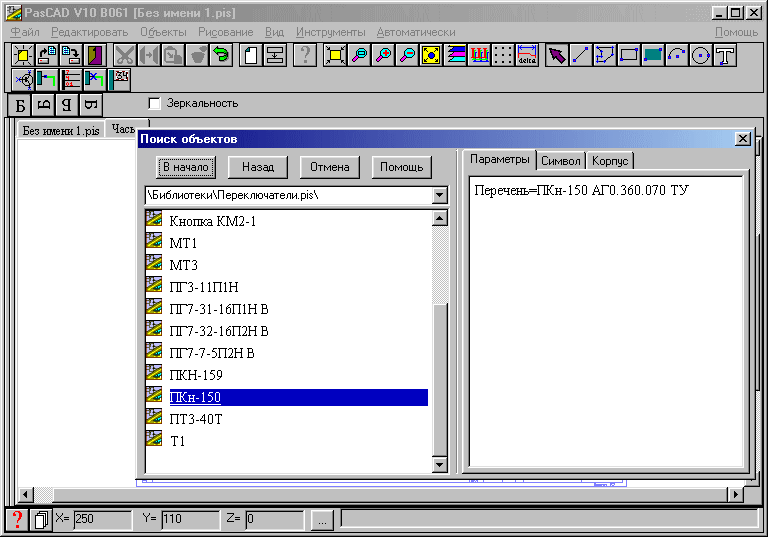 PasCAD V10 B061 [Без имени 1.pis]
Файл Редактировать Объекты Рисование Вид Инструменты Автоматически Помощь
delta
T
Б Б Я Б
Зеркальность
Без имени 1.pis Часы
Поиск объектов
В начало Назад Отмена Помощь
Параметры Символ Корпус
\Библиотеки\Переключатели.pis\
Перечень=ПКн-150 АГ0.360.070 ТУ
Кнопка КМ2-1
МТ1
МТ3
ПГ3-11П1Н
ПГ7-31-16П1Н В
ПГ7-32-16П2Н В
ПГ7-7-5П2Н В
ПКН-159
ПКн-150
ПТ3-40Т
Т1
X= 250 Y= 110 Z= 0 ...